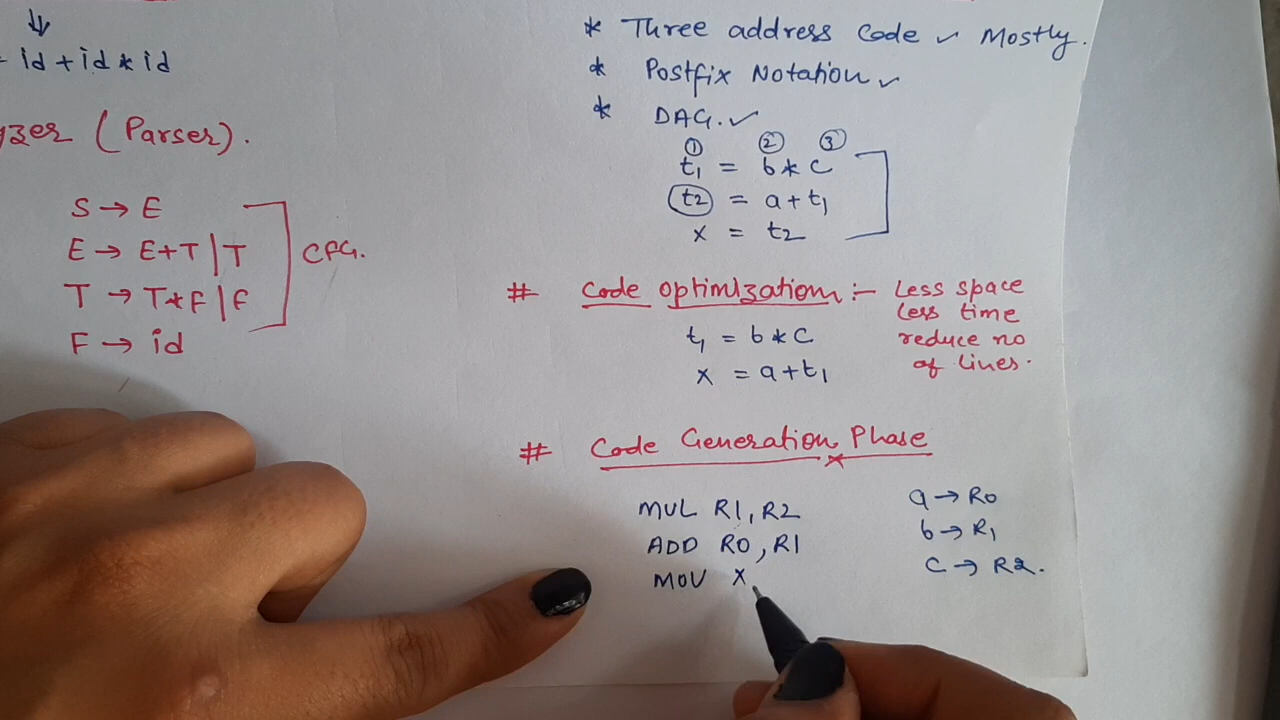 ↓
= id + id * id
yzer (Parser).
S → E
E → E+T | T
T → T*F | F
F → id
CFG.
* Three address code ✓ Mostly.
* Postfix Notation ✓
* DAG. ✓
① ② ③
t1 = b * c
t2 = a + t1
x = t2
# Code Optimization :- Less space
Less time
reduce no
of lines.
t1 = b * c
x = a + t1
# Code Generation Phase
MUL R1, R2
ADD R0, R1
MOV X
a → R0
b → R1
c → R2.